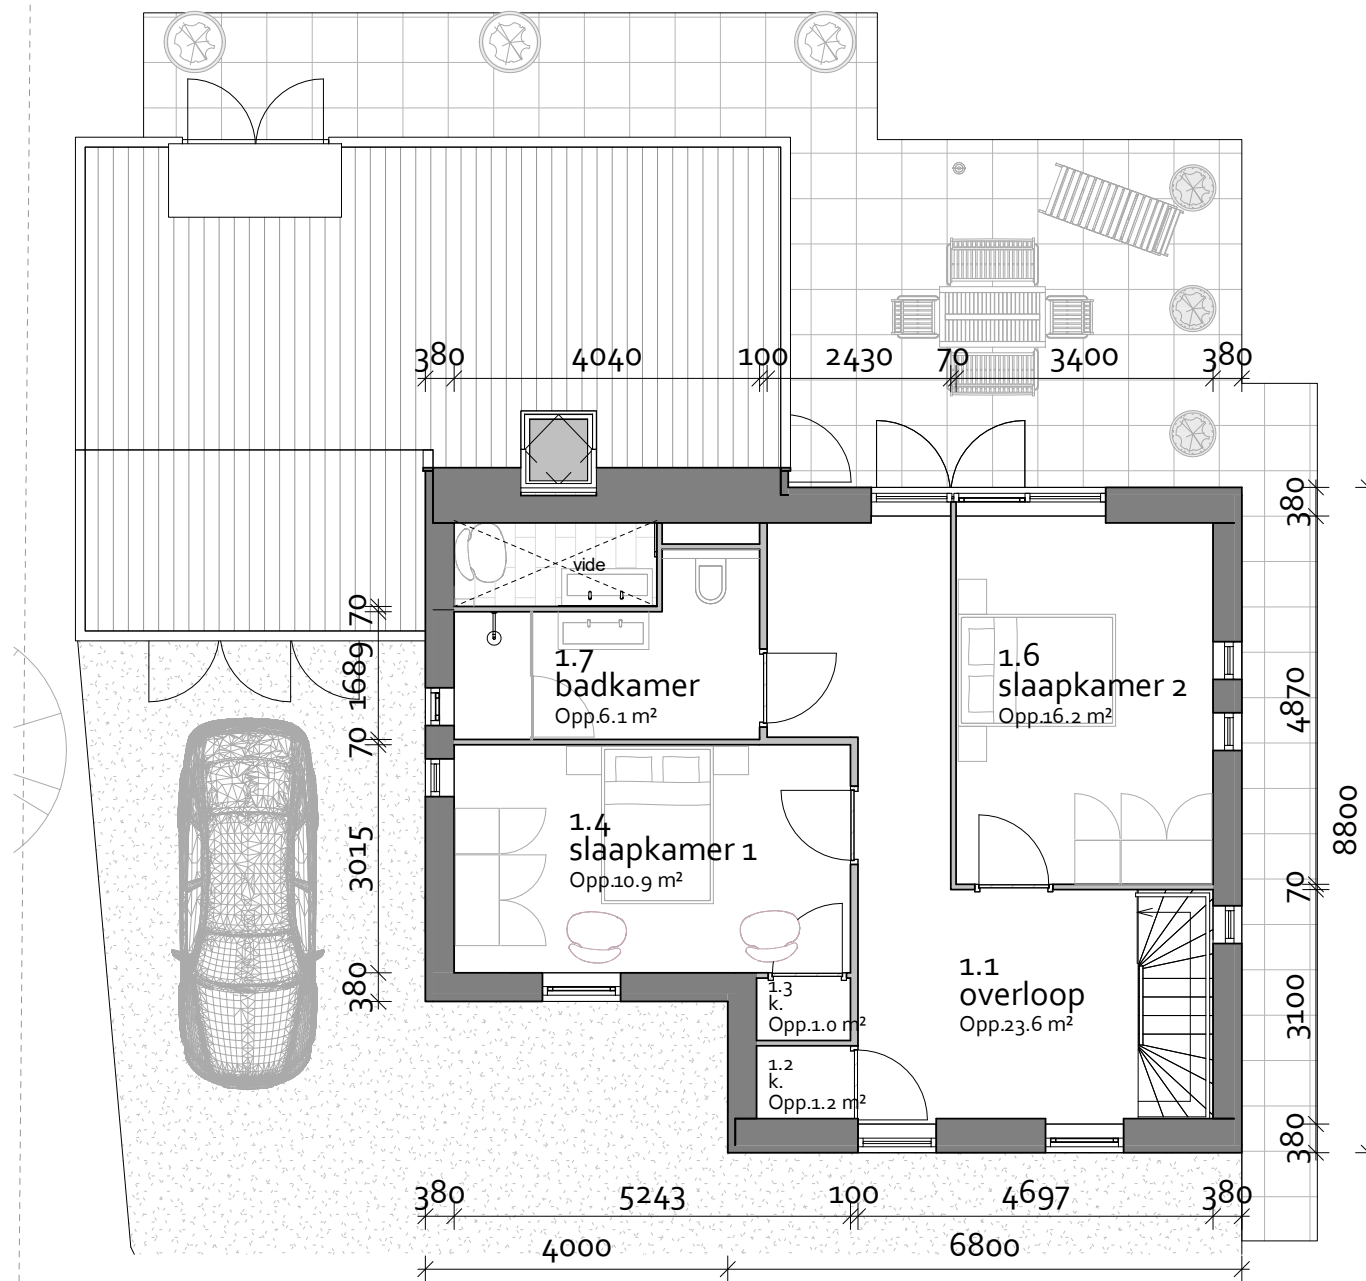 380 4040 100 2430 70 3400 380
380
vide
70
1689
70
3015
380
1.7
badkamer
Opp.6.1 m²
1.6
slaapkamer 2
Opp.16.2 m²
4870
8800
1.4
slaapkamer 1
Opp.10.9 m²
70
1.3
k.
Opp.1.0 m²
1.1
overloop
Opp.23.6 m²
3100
1.2
k.
Opp.1.2 m²
380
380 5243 100 4697 380
4000 6800